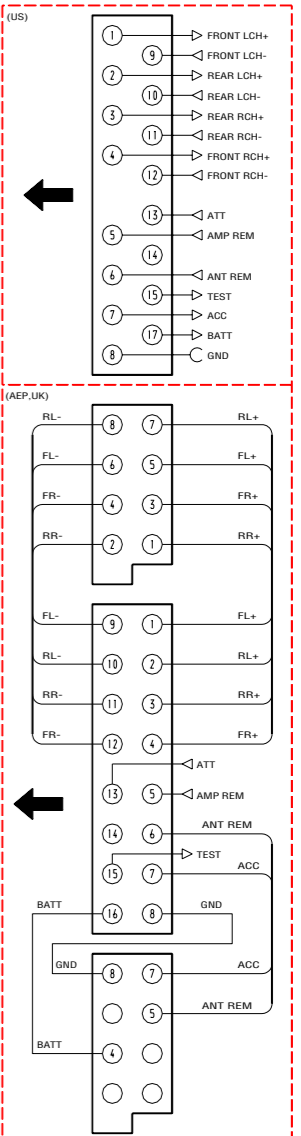 (US)
1 FRONT LCH+
9 FRONT LCH-
2 REAR LCH+
10 REAR LCH-
3 REAR RCH+
11 REAR RCH-
4 FRONT RCH+
12 FRONT RCH-
13 ATT
5 AMP REM
14
6 ANT REM
15 TEST
7 ACC
17 BATT
8 GND
(AEP,UK)
RL- 8 7 RL+
FL- 6 5 FL+
FR- 4 3 FR+
RR- 2 1 RR+
FL- 9 1 FL+
RL- 10 2 RL+
RR- 11 3 RR+
FR- 12 4 FR+
ATT
13 5 AMP REM
14 6 ANT REM
TEST
15 7 ACC
BATT 16 8 GND
GND 8 7 ACC
5 ANT REM
BATT 4